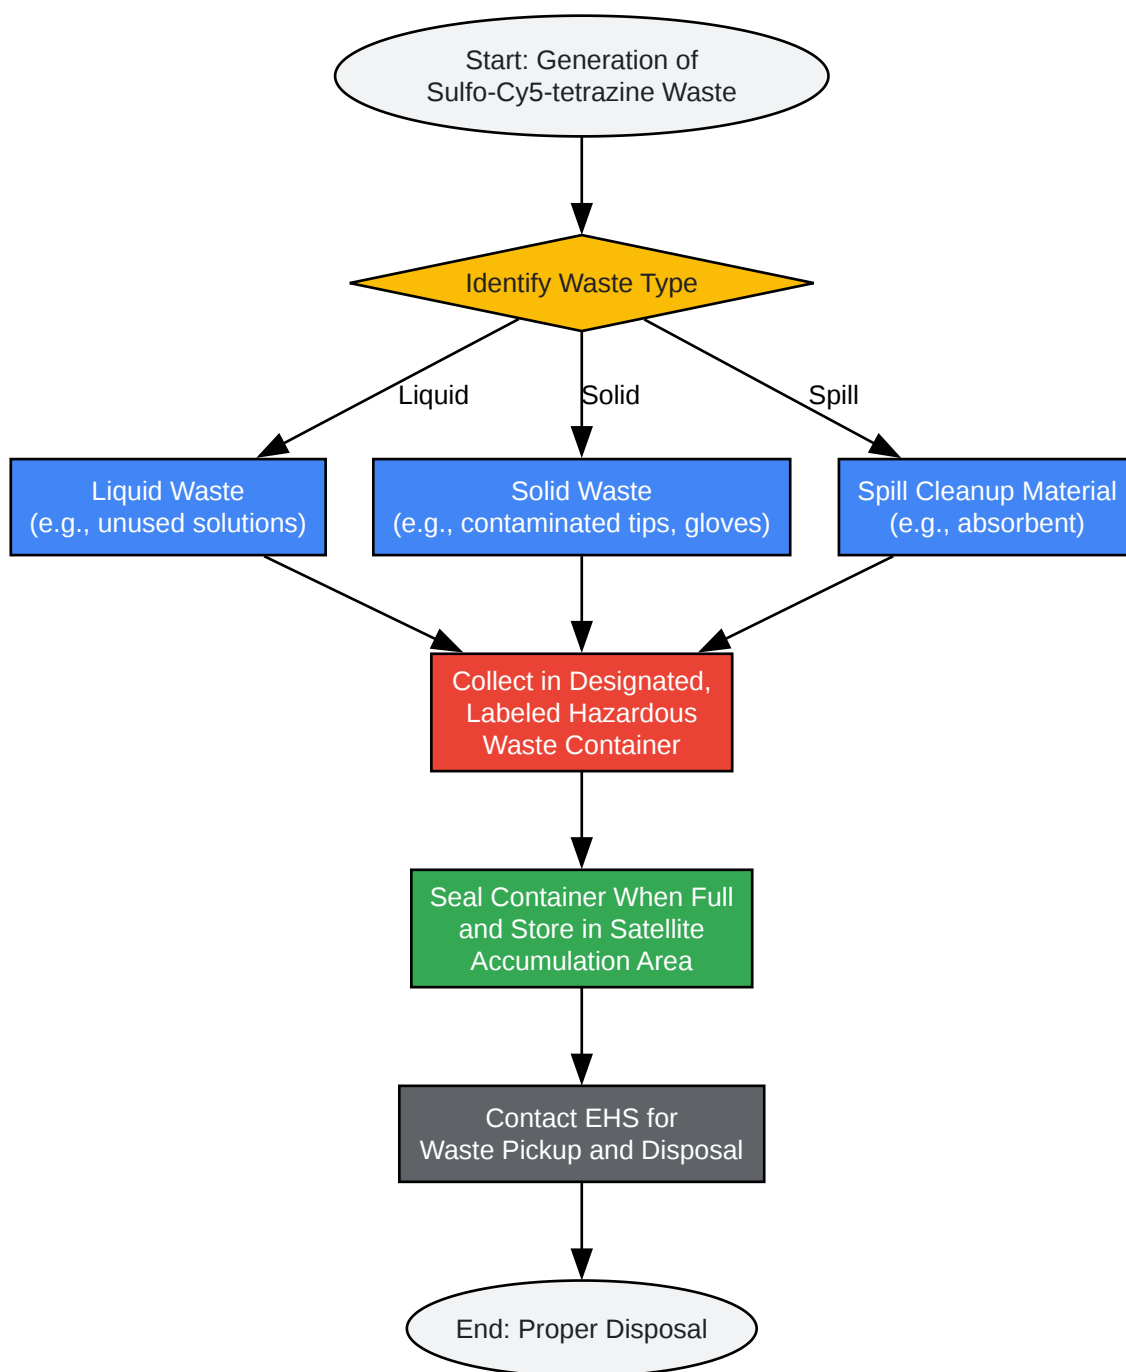 Start: Generation of
Sulfo-Cy5-tetrazine Waste
Identify Waste Type
Liquid
Solid
Spill
Liquid Waste
(e.g., unused solutions)
Solid Waste
(e.g., contaminated tips, gloves)
Spill Cleanup Material
(e.g., absorbent)
Collect in Designated,
Labeled Hazardous
Waste Container
Seal Container When Full
and Store in Satellite
Accumulation Area
Contact EHS for
Waste Pickup and Disposal
End: Proper Disposal